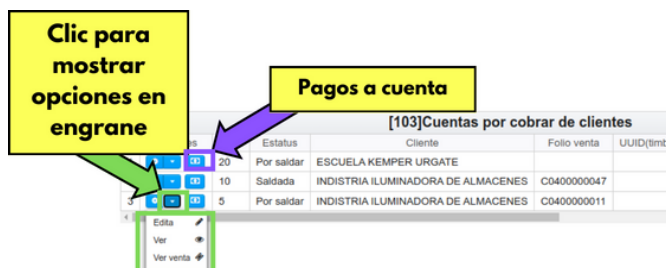 Clic para
mostrar
opciones en
engrane
Pagos a cuenta
[103]Cuentas por cobrar de clientes
Estatus Cliente Folio venta UUID(timb
20 Por saldar ESCUELA KEMPER URGATE
10 Saldada INDISTRIA ILUMINADORA DE ALMACENES C0400000047
3 5 Por saldar INDISTRIA ILUMINADORA DE ALMACENES C0400000011
Edita
Ver
Ver venta